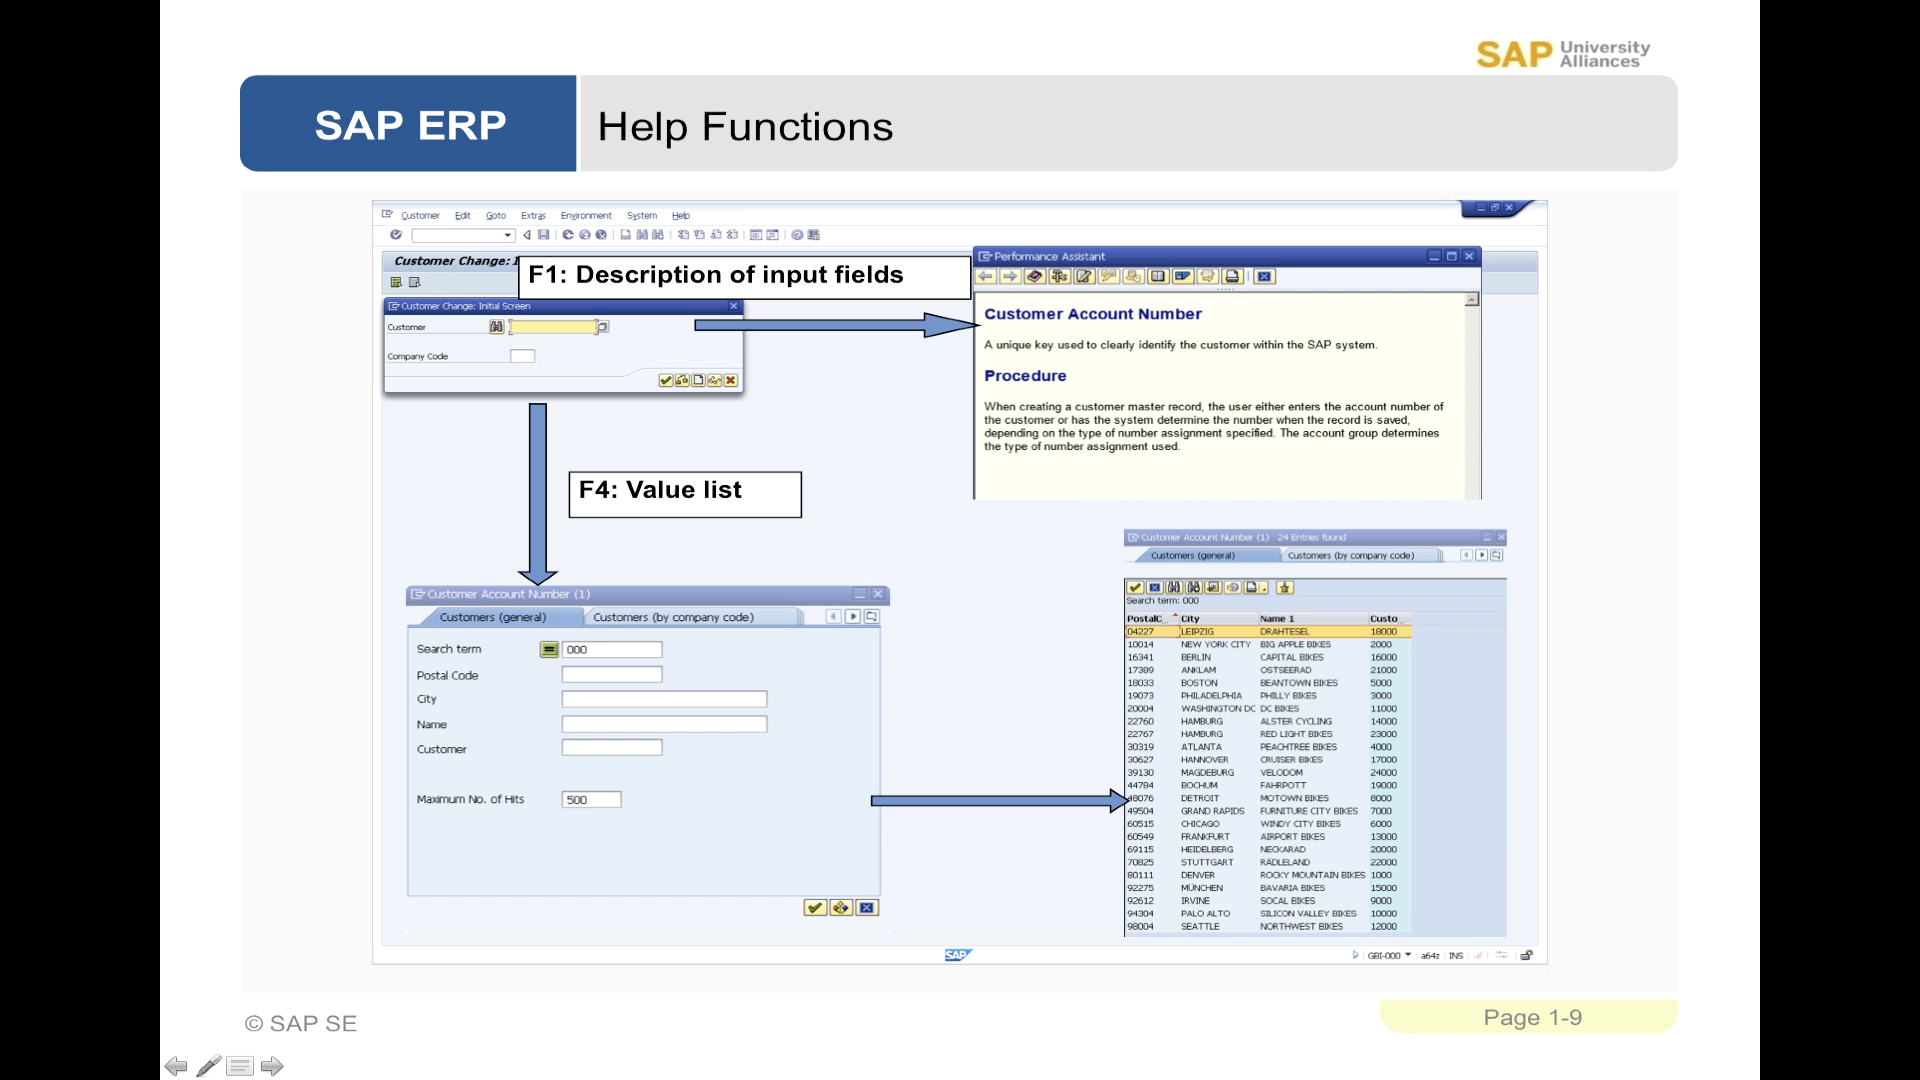 SAP University Alliances
SAP ERP
Help Functions
Customer Edit Goto Extras Environment System Help
Customer Change: I
F1: Description of input fields
Customer Change: Initial Screen
Customer
Company Code
Performance Assistant
Customer Account Number
A unique key used to clearly identify the customer within the SAP system.
Procedure
When creating a customer master record, the user either enters the account number of
the customer or has the system determine the number when the record is saved,
depending on the type of number assignment specified. The account group determines
the type of number assignment used.
F4: Value list
Customer Account Number (1)
Customers (general) Customers (by company code)
Search term 000
Postal Code
City
Name
Customer
Maximum No. of Hits 500
Customer Account Number (1) 24 Entries found
Customers (general) Customers (by company code)
Search term: 000
PostalC... City Name 1 Custo...
04227 LEIPZIG DRAHTESEL 18000
10014 NEW YORK CITY BIG APPLE BIKES 2000
16341 BERLIN CAPITAL BIKES 16000
17389 ANKLAM OSTSEERAD 21000
18033 BOSTON BEANTOWN BIKES 5000
19073 PHILADELPHIA PHILLY BIKES 3000
20004 WASHINGTON DC DC BIKES 11000
22760 HAMBURG ALSTER CYCLING 14000
22767 HAMBURG RED LIGHT BIKES 23000
30319 ATLANTA PEACHTREE BIKES 4000
30627 HANNOVER CRUISER BIKES 17000
39130 MAGDEBURG VELODOM 24000
44784 BOCHUM FAHRPOTT 19000
48076 DETROIT MOTOWN BIKES 8000
49504 GRAND RAPIDS FURNITURE CITY BIKES 7000
60515 CHICAGO WINDY CITY BIKES 6000
60549 FRANKFURT AIRPORT BIKES 13000
69115 HEIDELBERG NECKARAD 20000
70825 STUTTGART RÄDLELAND 22000
80111 DENVER ROCKY MOUNTAIN BIKES 1000
92275 MÜNCHEN BAVARIA BIKES 15000
92612 IRVINE SOCAL BIKES 9000
94304 PALO ALTO SILICON VALLEY BIKES 10000
98004 SEATTLE NORTHWEST BIKES 12000
SAP
GBI-000 a64z INS
© SAP SE
Page 1-9